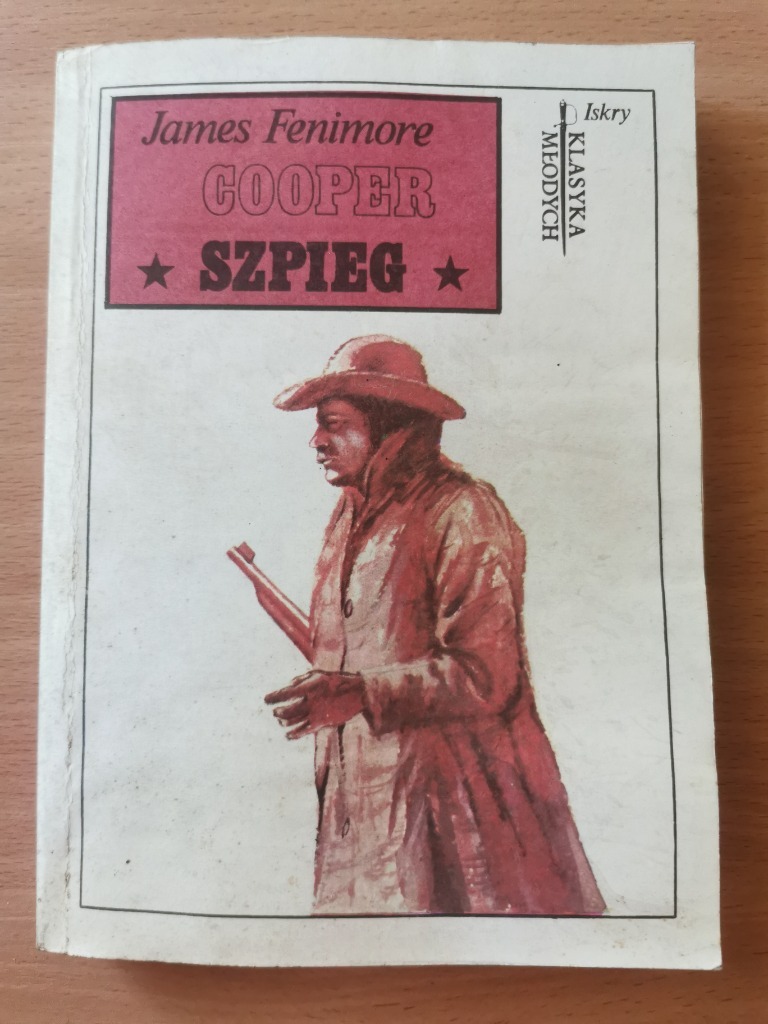 James Fenimore
COOPER
★ SZPIEG ★
Iskry
KLASYKA
MŁODYCH